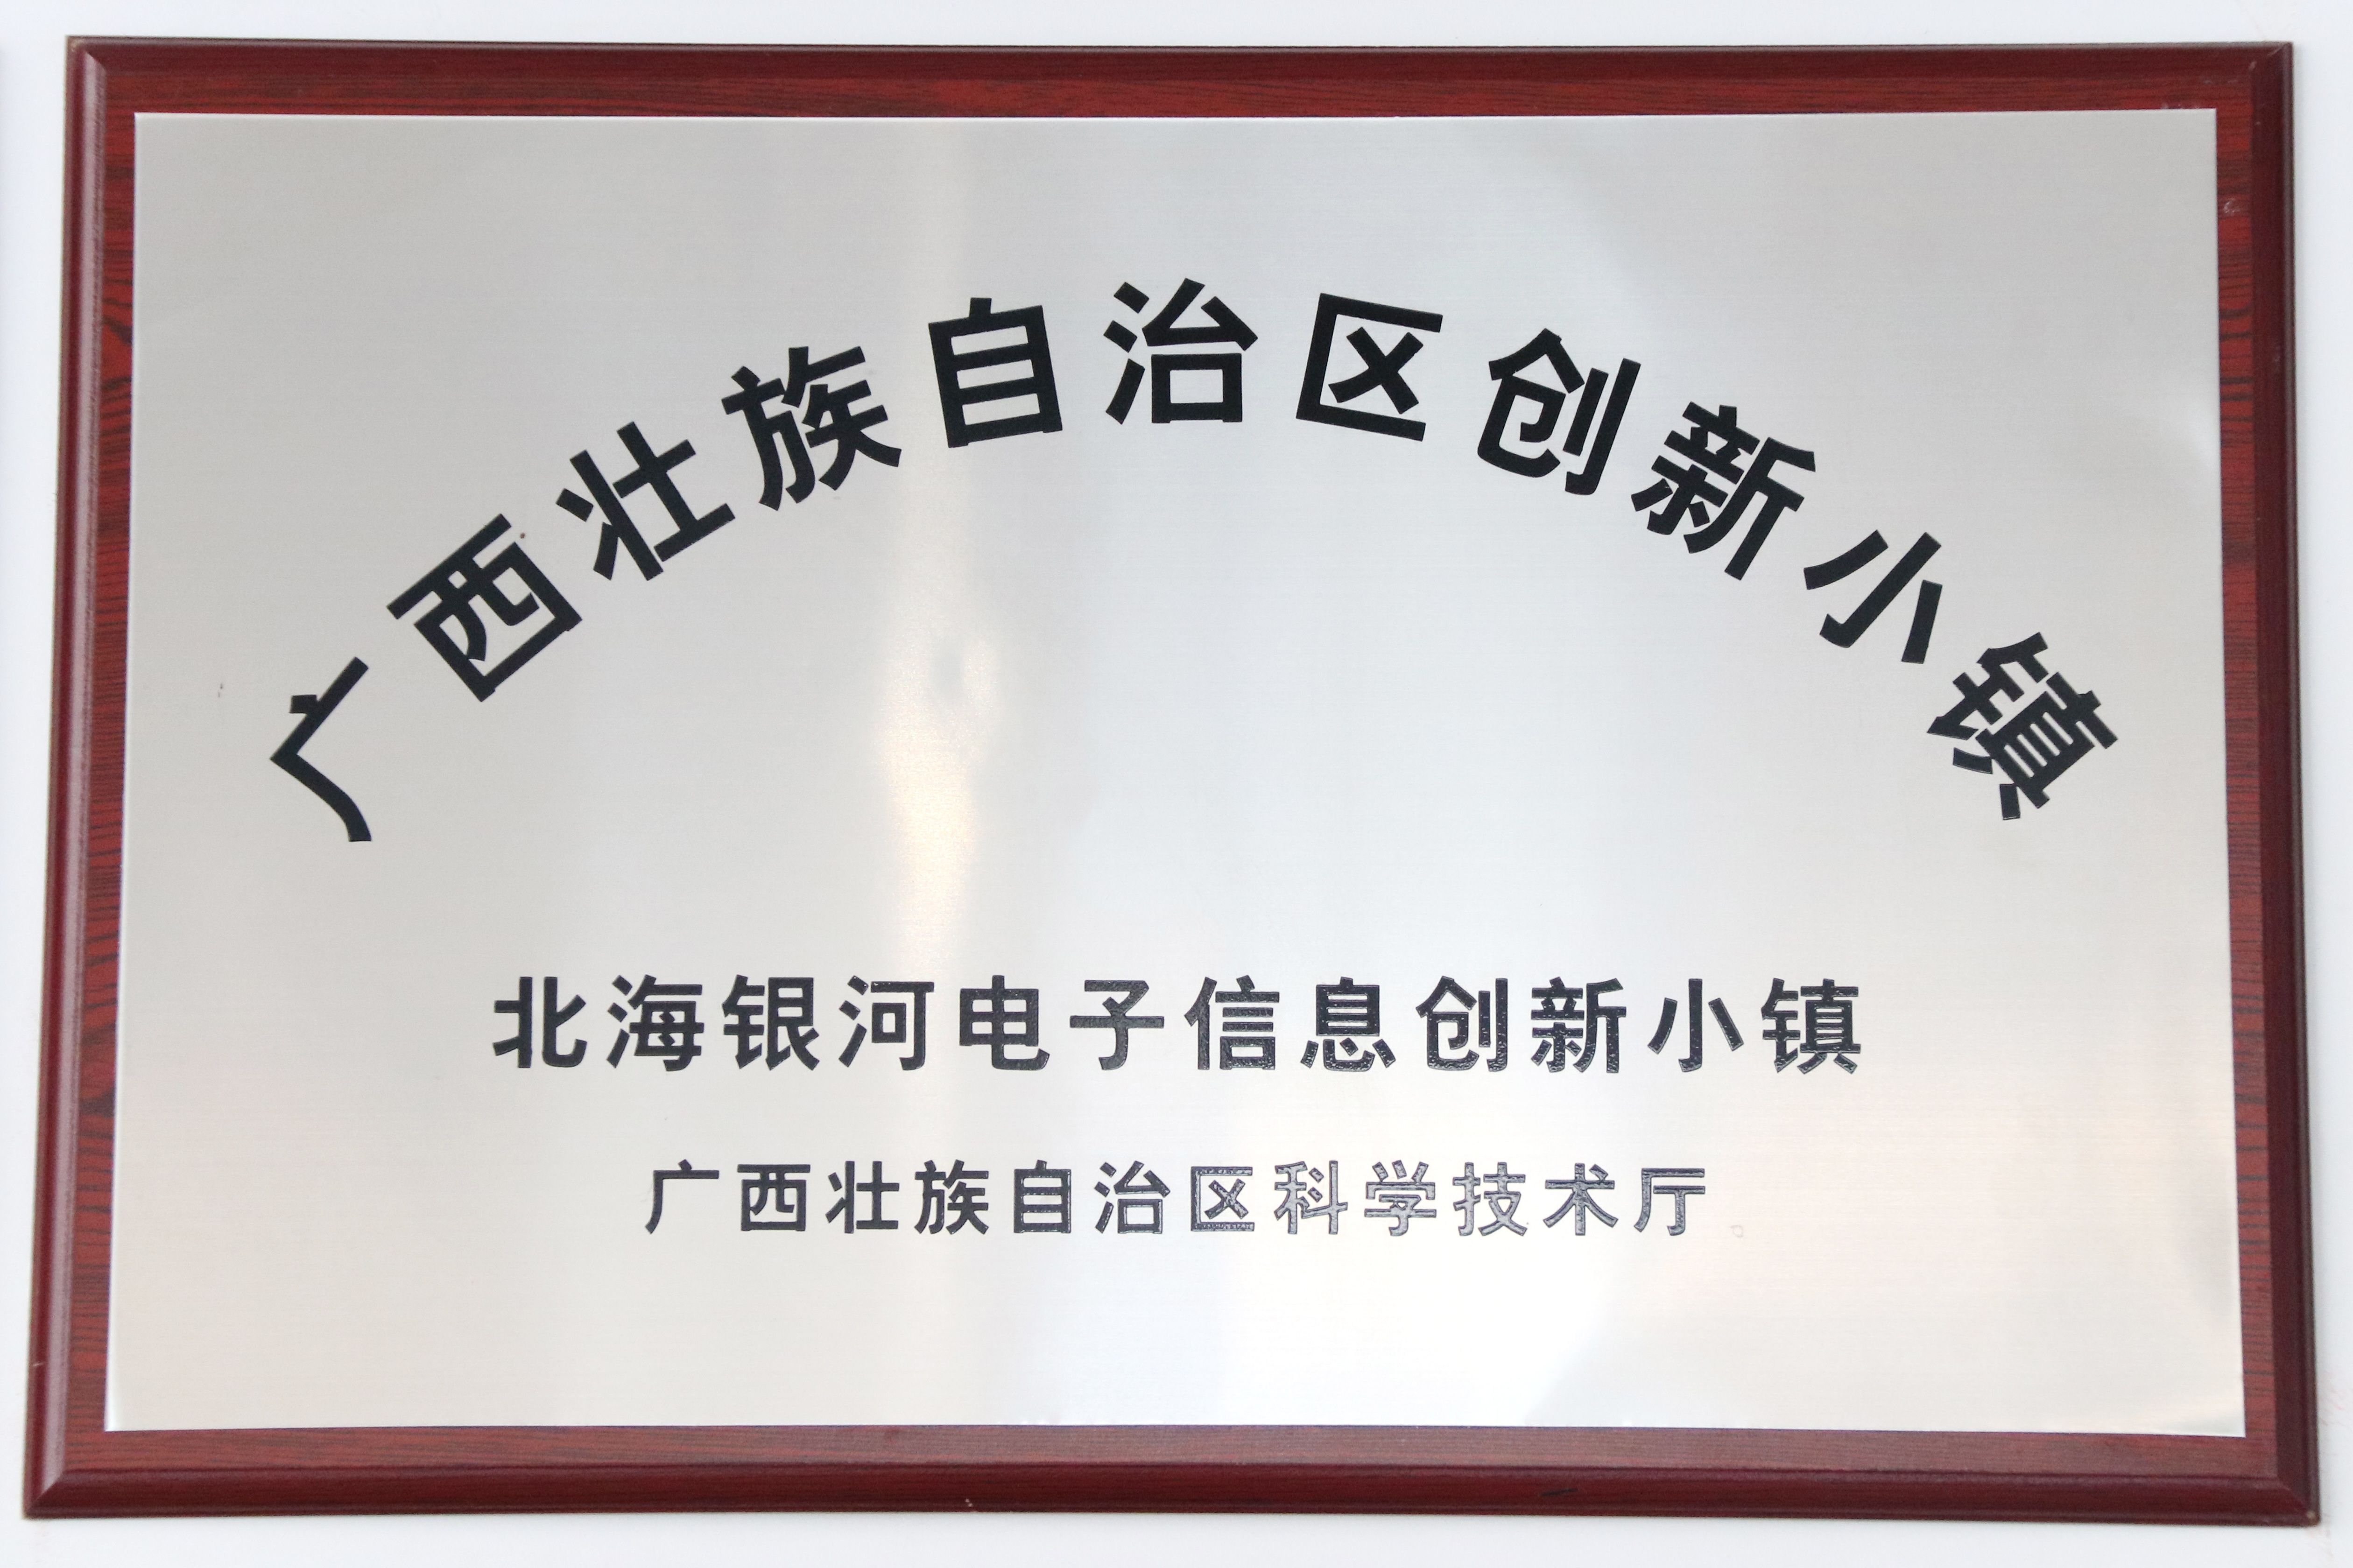 广西壮族自治区创新小镇
北海银河电子信息创新小镇
广西壮族自治区科学技术厅